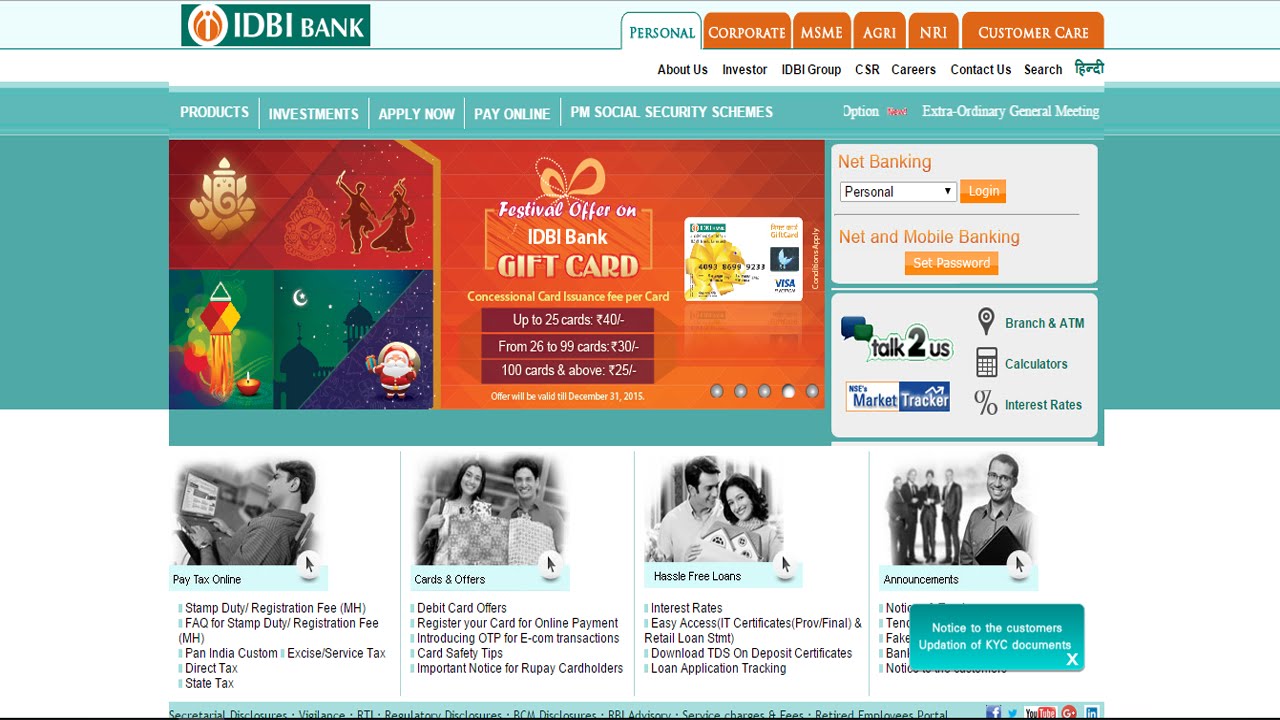 IDBI BANK
PERSONAL
CORPORATE
MSME
AGRI
NRI
CUSTOMER CARE
About Us
Investor
IDBI Group
CSR
Careers
Contact Us
Search
हिन्दी
PRODUCTS
INVESTMENTS
APPLY NOW
PAY ONLINE
PM SOCIAL SECURITY SCHEMES
Option
New!
Extra-Ordinary General Meeting
Festival Offer on
IDBI Bank
GIFT CARD
Concessional Card Issuance fee per Card
Up to 25 cards: ₹40/-
From 26 to 99 cards: ₹30/-
100 cards & above: ₹25/-
Offer will be valid till December 31, 2015.
IDBI BANK
GiftCard
4093 8699 9233
VISA
Conditions Apply
Net Banking
Personal
Login
Net and Mobile Banking
Set Password
talk 2 us
NSE's
Market Tracker
Branch & ATM
Calculators
Interest Rates
Pay Tax Online
Stamp Duty/ Registration Fee (MH)
FAQ for Stamp Duty/ Registration Fee
(MH)
Pan India Custom
Excise/Service Tax
Direct Tax
State Tax
Cards & Offers
Debit Card Offers
Register your Card for Online Payment
Introducing OTP for E-com transactions
Card Safety Tips
Important Notice for Rupay Cardholders
Hassle Free Loans
Interest Rates
Easy Access(IT Certificates(Prov/Final) &
Retail Loan Stmt)
Download TDS On Deposit Certificates
Loan Application Tracking
Announcements
Notice to the customers
Notice to the customers
Updation of KYC documents
X
Secretarial Disclosures : Vigilance : RTI : Regulatory Disclosures : BCM Disclosures : RBI Advisory : Service charges & Fees : Retired Employees Portal
You Tube